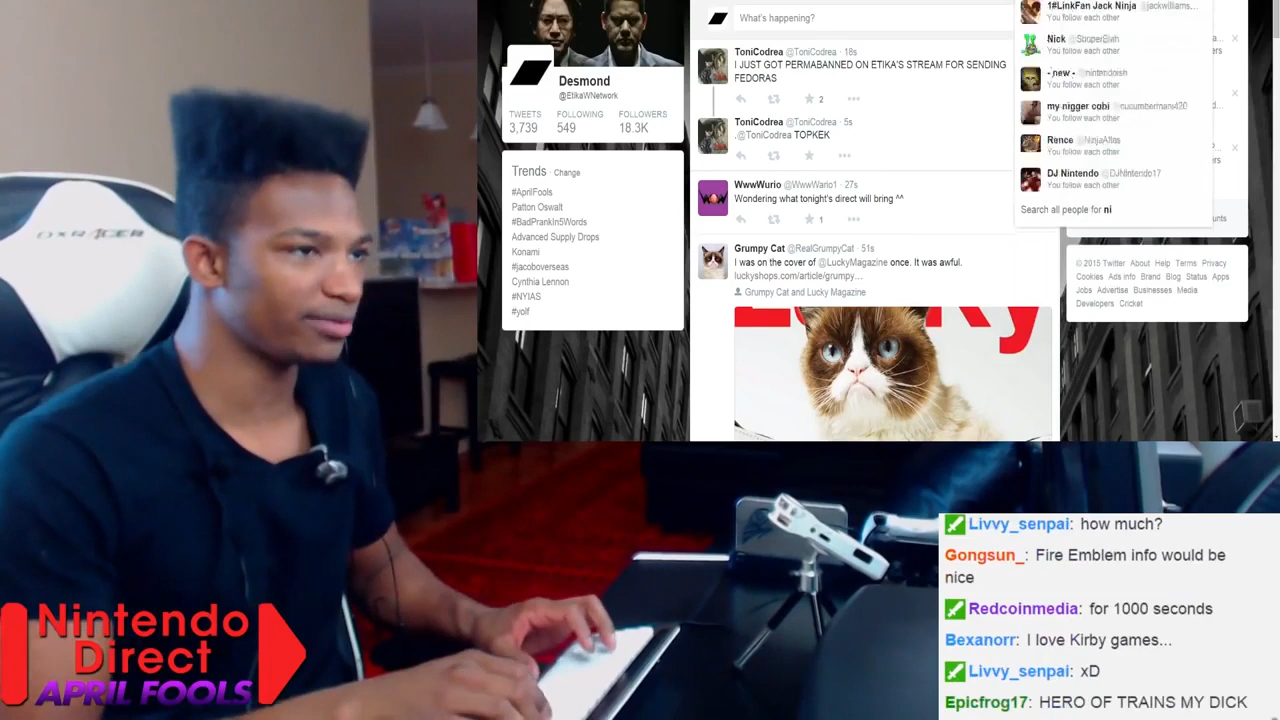 Desmond
@EtikaWNetwork
TWEETS FOLLOWING FOLLOWERS
3,739 549 18.3K
Trends · Change
#AprilFools
Patton Oswalt
#BadPrankIn5Words
Advanced Supply Drops
Konami
#jacoboverseas
Cynthia Lennon
#NYIAS
#yolf
What's happening?
ToniCodrea @ToniCodrea · 18s
I JUST GOT PERMABANNED ON ETIKA'S STREAM FOR SENDING
FEDORAS
2
ToniCodrea @ToniCodrea · 5s
.@ToniCodrea TOPKEK
WwwWurio @WwwWario1 · 27s
Wondering what tonight's direct will bring ^^
1
Grumpy Cat @RealGrumpyCat · 51s
I was on the cover of @LuckyMagazine once. It was awful.
luckyshops.com/article/grumpy…
Grumpy Cat and Lucky Magazine
1#LinkFan Jack Ninja @jackwilliams...
You follow each other
Nick
You follow each other
- new - @nintendoish
You follow each other
my nigger cobi @cucumberman420
You follow each other
Rence @NinjaAtlas
You follow each other
DJ Nintendo @DJNintendo17
You follow each other
Search all people for ni
© 2015 Twitter About Help Terms Privacy
Cookies Ads info Brand Blog Status Apps
Jobs Advertise Businesses Media
Developers Cricket
DXRACER
Nintendo
Direct
APRIL FOOLS
Livvy_senpai: how much?
Gongsun_: Fire Emblem info would be
nice
Redcoinmedia: for 1000 seconds
Bexanorr: I love Kirby games...
Livvy_senpai: xD
Epicfrog17: HERO OF TRAINS MY DICK